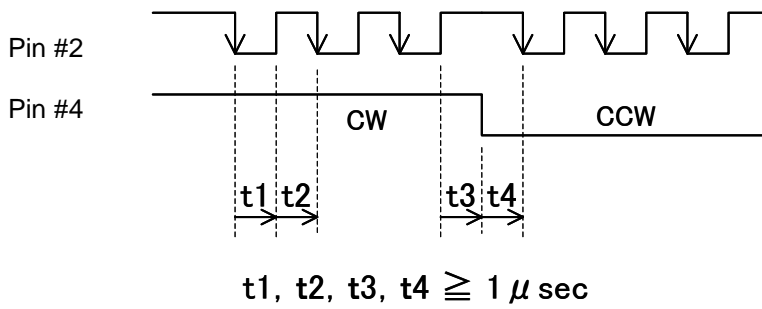 Pin #2
Pin #4
CW
CCW
t1 t2 t3 t4
t1, t2, t3, t4 ≧ 1 μ sec